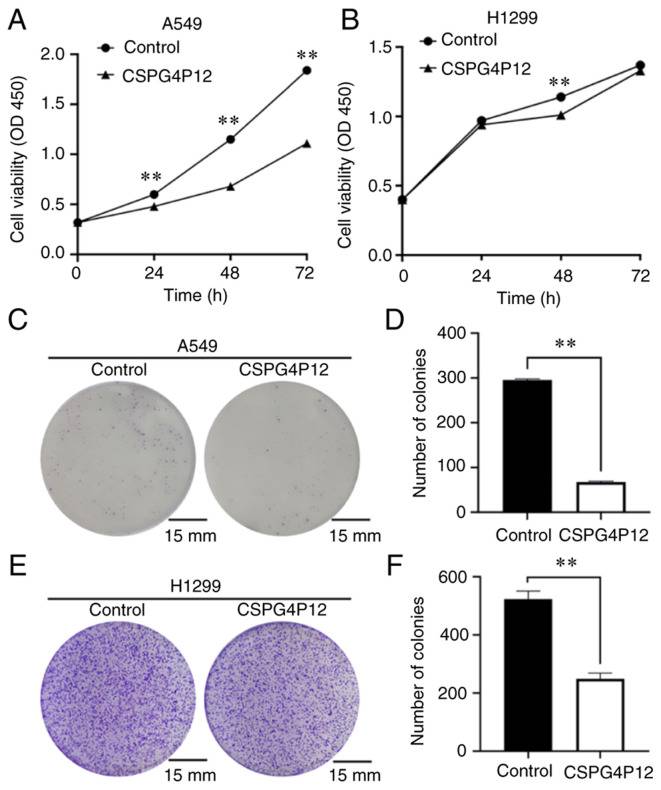 A
A549
Control
CSPG4P12
Cell viability (OD 450)
2.0
1.5
1.0
0.5
0.0
**
**
**
0 24 48 72
Time (h)
B
H1299
Control
CSPG4P12
Cell viability (OD 450)
1.5
1.0
0.5
0.0
**
0 24 48 72
Time (h)
C
A549
Control CSPG4P12
15 mm 15 mm
D
Number of colonies
400
300
200
100
0
**
Control CSPG4P12
E
H1299
Control CSPG4P12
15 mm 15 mm
F
Number of colonies
600
400
200
0
**
Control CSPG4P12